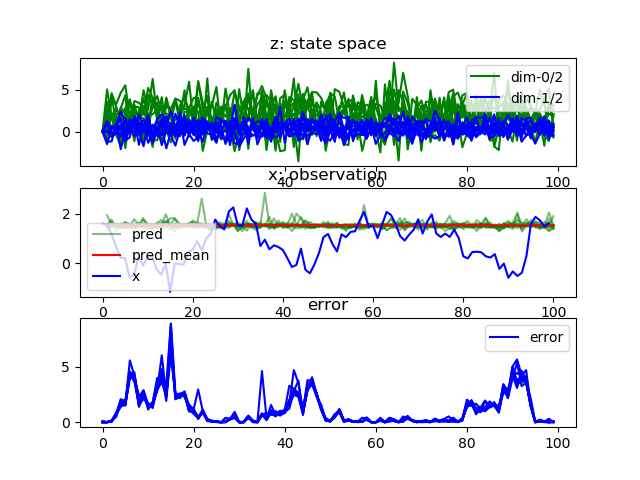 z: state space
5
0
dim-0/2
dim-1/2
0 20 40 60 80 100
x: observation
2
0
pred
pred_mean
x
0 20 40 60 80 100
error
5
0
error
0 20 40 60 80 100